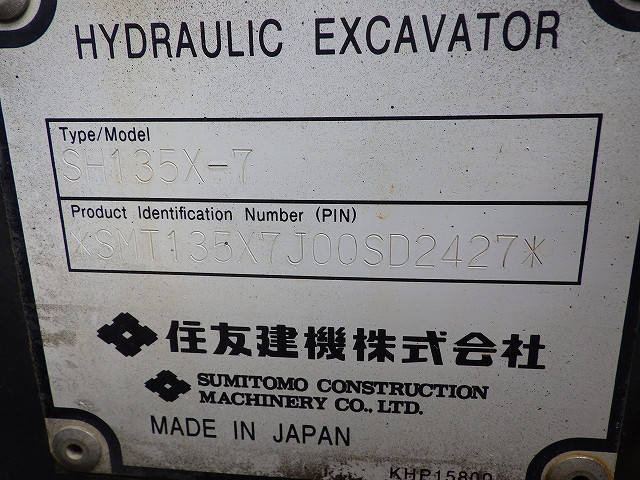 HYDRAULIC EXCAVATOR
Type/Model
SH135X-7
Product Identification Number (PIN)
*SMT135X7J00SD2427*
住友建機株式会社
SUMITOMO CONSTRUCTION
MACHINERY CO., LTD.
MADE IN JAPAN
KHP15800